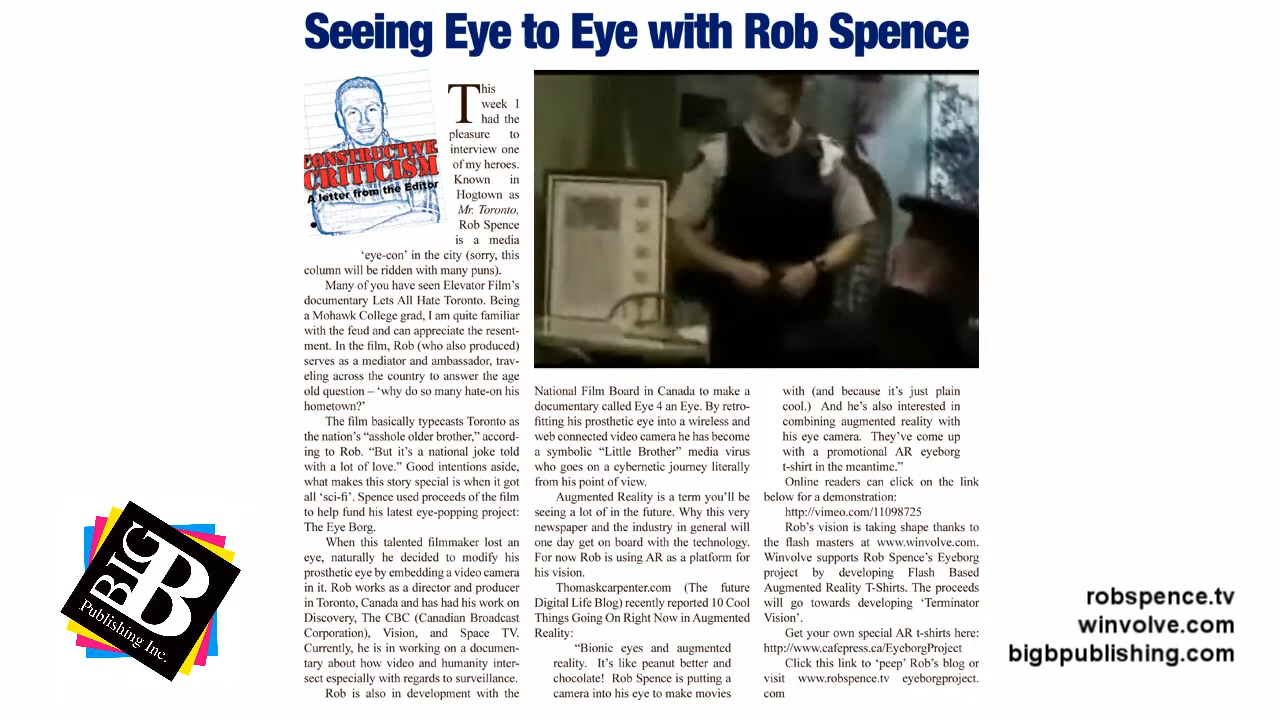 Seeing Eye to Eye with Rob Spence
CONSTRUCTIVE
CRITICISM
A letter from the Editor
This
week I
had the
pleasure to
interview one
of my heroes.
Known in
Hogtown as
Mr. Toronto,
Rob Spence
is a media
‘eye-con’ in the city (sorry, this
column will be ridden with many puns).
Many of you have seen Elevator Film’s
documentary Lets All Hate Toronto. Being
a Mohawk College grad, I am quite familiar
with the feud and can appreciate the resent-
ment. In the film, Rob (who also produced)
serves as a mediator and ambassador, trav-
eling across the country to answer the age
old question – ‘why do so many hate-on his
hometown?’
The film basically typecasts Toronto as
the nation’s “asshole older brother,” accord-
ing to Rob. “But it’s a national joke told
with a lot of love.” Good intentions aside,
what makes this story special is when it got
all ‘sci-fi’. Spence used proceeds of the film
to help fund his latest eye-popping project:
The Eye Borg.
When this talented filmmaker lost an
eye, naturally he decided to modify his
prosthetic eye by embedding a video camera
in it. Rob works as a director and producer
in Toronto, Canada and has had his work on
Discovery, The CBC (Canadian Broadcast
Corporation), Vision, and Space TV.
Currently, he is in working on a documen-
tary about how video and humanity inter-
sect especially with regards to surveillance.
Rob is also in development with the
National Film Board in Canada to make a
documentary called Eye 4 an Eye. By retro-
fitting his prosthetic eye into a wireless and
web connected video camera he has become
a symbolic “Little Brother” media virus
who goes on a cybernetic journey literally
from his point of view.
Augmented Reality is a term you’ll be
seeing a lot of in the future. Why this very
newspaper and the industry in general will
one day get on board with the technology.
For now Rob is using AR as a platform for
his vision.
Thomaskcarpenter.com (The future
Digital Life Blog) recently reported 10 Cool
Things Going On Right Now in Augmented
Reality:
“Bionic eyes and augmented
reality. It’s like peanut better and
chocolate! Rob Spence is putting a
camera into his eye to make movies
with (and because it’s just plain
cool.) And he’s also interested in
combining augmented reality with
his eye camera. They’ve come up
with a promotional AR eyeborg
t-shirt in the meantime.”
Online readers can click on the link
below for a demonstration:
http://vimeo.com/11098725
Rob’s vision is taking shape thanks to
the flash masters at www.winvolve.com.
Winvolve supports Rob Spence’s Eyeborg
project by developing Flash Based
Augmented Reality T-Shirts. The proceeds
will go towards developing ‘Terminator
Vision’.
Get your own special AR t-shirts here:
http://www.cafepress.ca/EyeborgProject
Click this link to ‘peep’ Rob’s blog or
visit www.robspence.tv eyeborgproject.
com
BIG
B
Publishing Inc.
robspence.tv
winvolve.com
bigbpublishing.com